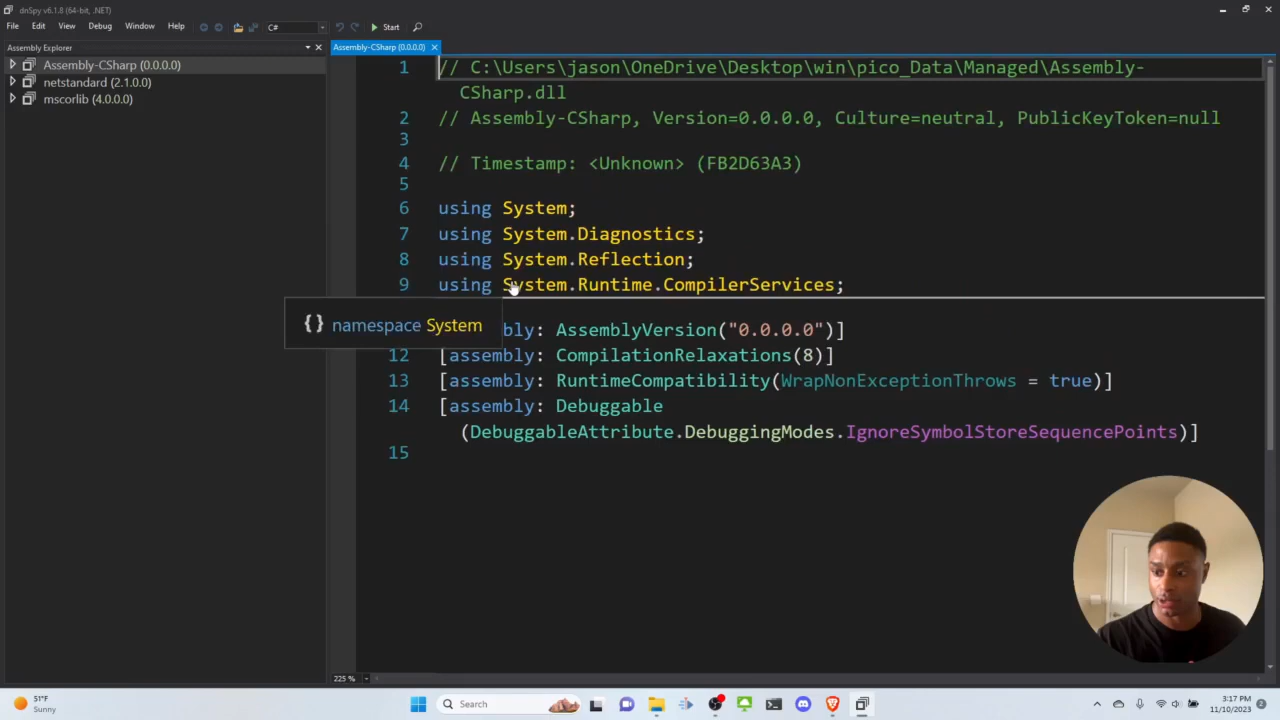 dnSpy v6.1.8 (64-bit, .NET)
File Edit View Debug Window Help C# Start
Assembly Explorer
Assembly-CSharp (0.0.0.0)
netstandard (2.1.0.0)
mscorlib (4.0.0.0)
Assembly-CSharp (0.0.0.0)
1 // C:\Users\jason\OneDrive\Desktop\win\pico_Data\Managed\Assembly-
CSharp.dll
2 // Assembly-CSharp, Version=0.0.0.0, Culture=neutral, PublicKeyToken=null
3
4 // Timestamp: <Unknown> (FB2D63A3)
5
6 using System;
7 using System.Diagnostics;
8 using System.Reflection;
9 using System.Runtime.CompilerServices;
{} namespace System
bly: AssemblyVersion("0.0.0.0")]
12 [assembly: CompilationRelaxations(8)]
13 [assembly: RuntimeCompatibility(WrapNonExceptionThrows = true)]
14 [assembly: Debuggable
(DebuggableAttribute.DebuggingModes.IgnoreSymbolStoreSequencePoints)]
15
225 %
51°F
Sunny
Search
3:17 PM
11/10/2023